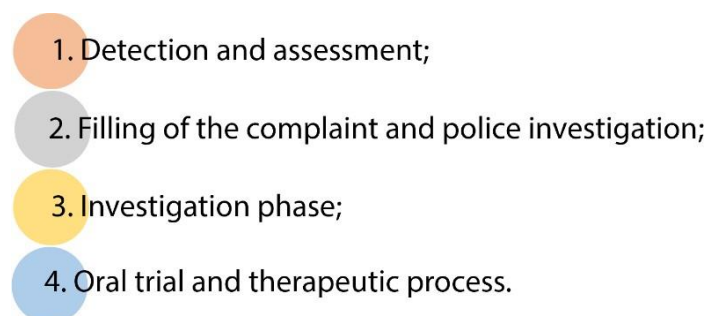 1. Detection and assessment;
2. Filling of the complaint and police investigation;
3. Investigation phase;
4. Oral trial and therapeutic process.